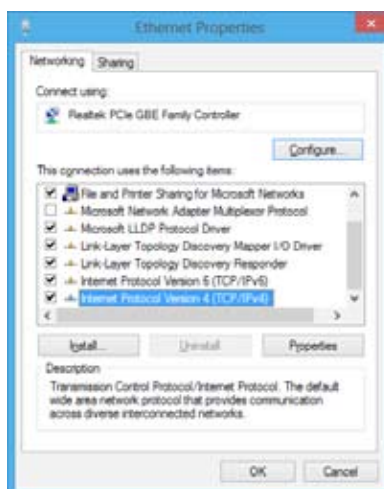 Ethernet Properties
Networking
Sharing
Connect using:
Realtek PCIe GBE Family Controller
Configure...
This connection uses the following items:
File and Printer Sharing for Microsoft Networks
Microsoft Network Adapter Multiplexor Protocol
Microsoft LLDP Protocol Driver
Link-Layer Topology Discovery Mapper I/O Driver
Link-Layer Topology Discovery Responder
Internet Protocol Version 6 (TCP/IPv6)
Internet Protocol Version 4 (TCP/IPv4)
Install...
Uninstall
Properties
Description
Transmission Control Protocol/Internet Protocol. The default
wide area network protocol that provides communication
across diverse interconnected networks.
OK
Cancel